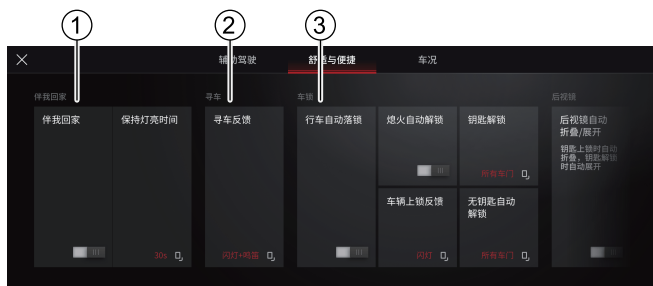 1
2
3
辅助驾驶
舒适与便捷
车况
伴我回家
寻车
车锁
后视镜
伴我回家
保持灯亮时间
30s
寻车反馈
闪灯+鸣笛
行车自动落锁
熄火自动解锁
钥匙解锁
所有车门
车辆上锁反馈
闪灯
无钥匙自动
解锁
所有车门
后视镜自动
折叠/展开
钥匙上锁时自动
折叠，钥匙解锁
时自动展开